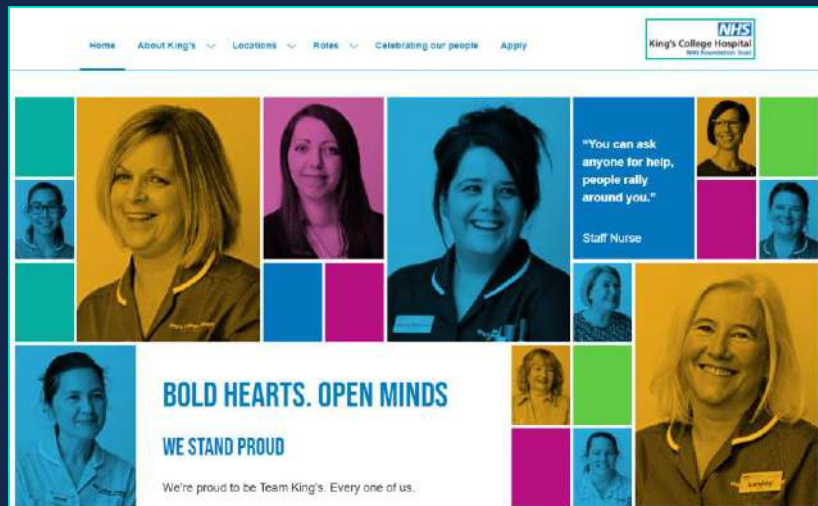 Home About King's Locations Roles Celebrating our people Apply
NHS
King's College Hospital
NHS Foundation Trust
"You can ask
anyone for help,
people rally
around you."
Staff Nurse
BOLD HEARTS. OPEN MINDS
WE STAND PROUD
We're proud to be Team King's. Every one of us.
Lesley